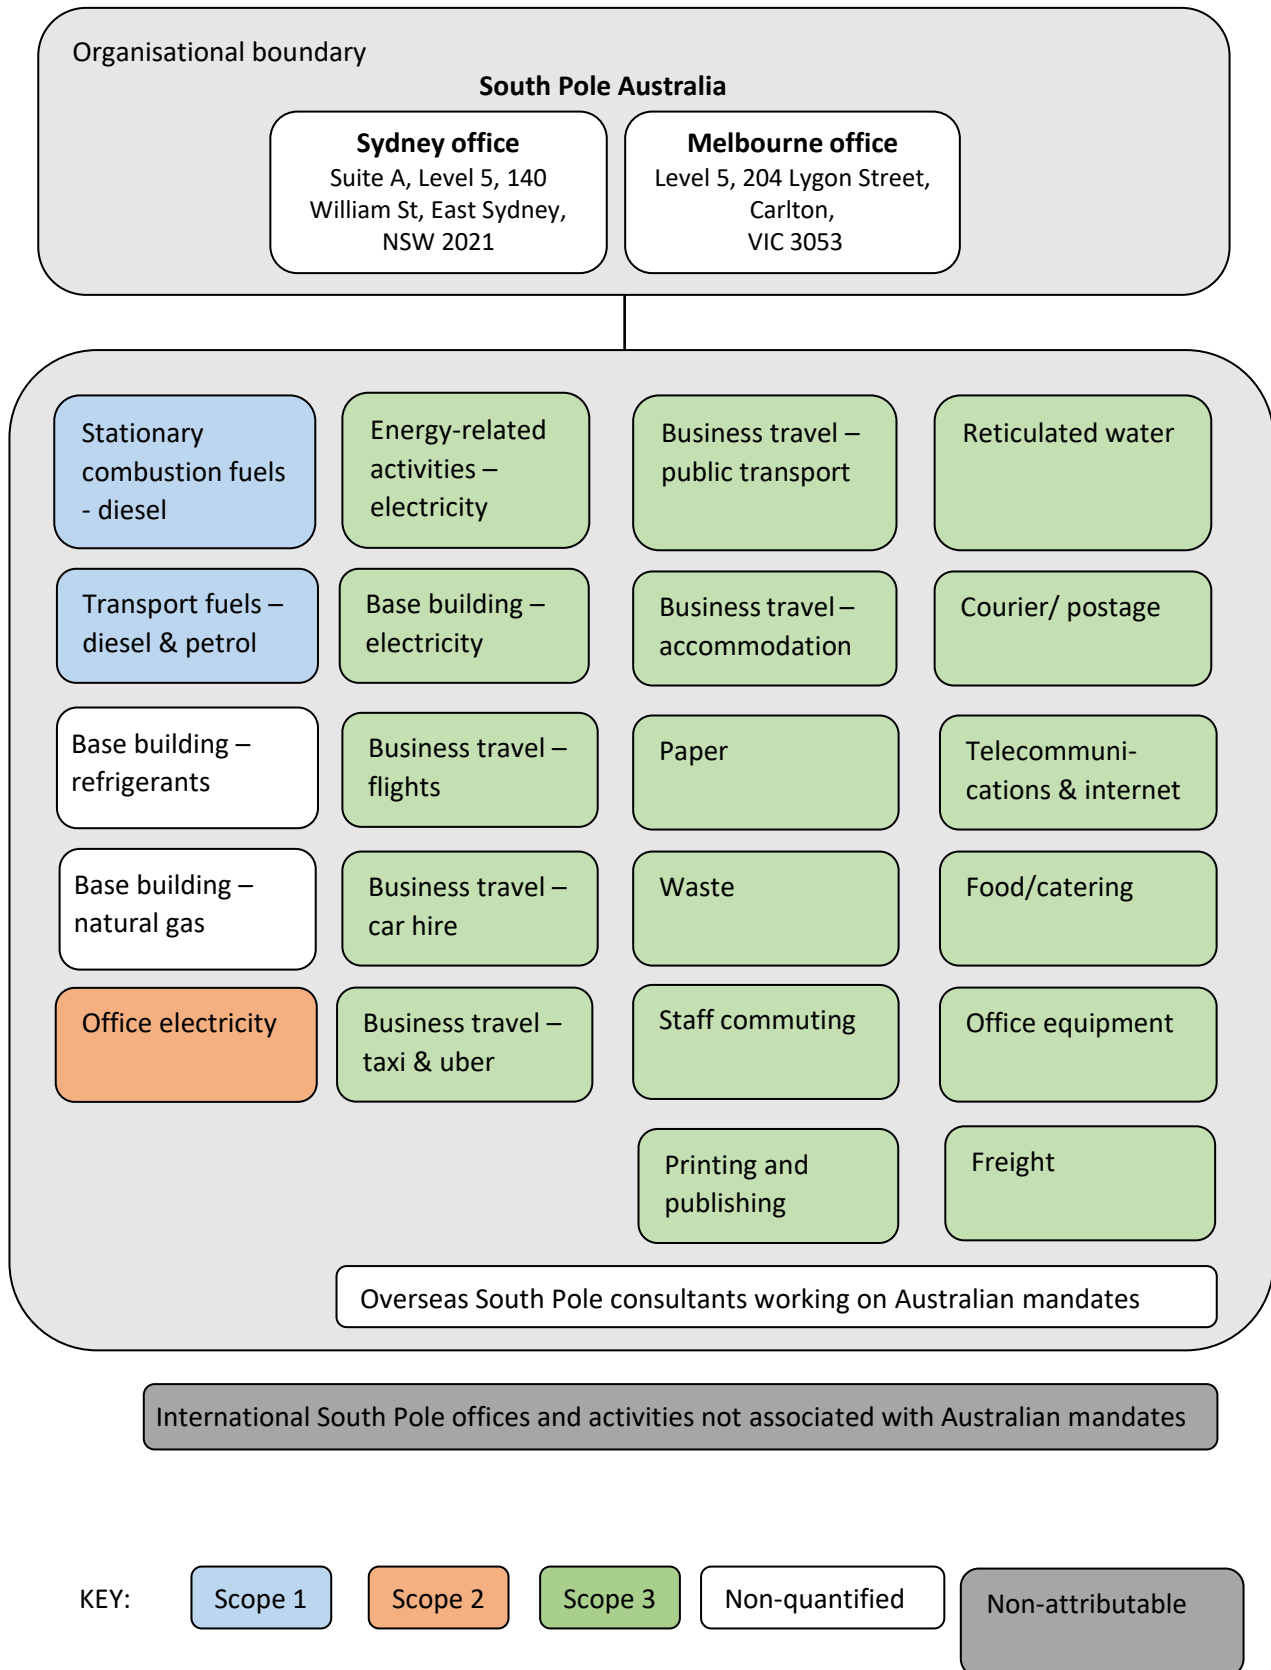 Organisational boundary
South Pole Australia
Sydney office
Suite A, Level 5, 140
William St, East Sydney,
NSW 2021
Melbourne office
Level 5, 204 Lygon Street,
Carlton,
VIC 3053
Stationary
combustion fuels
- diesel
Energy-related
activities –
electricity
Business travel –
public transport
Reticulated water
Transport fuels –
diesel & petrol
Base building –
electricity
Business travel –
accommodation
Courier/ postage
Base building –
refrigerants
Business travel –
flights
Paper
Telecommuni-
cations & internet
Base building –
natural gas
Business travel –
car hire
Waste
Food/catering
Office electricity
Business travel –
taxi & uber
Staff commuting
Office equipment
Printing and
publishing
Freight
Overseas South Pole consultants working on Australian mandates
International South Pole offices and activities not associated with Australian mandates
KEY:
Scope 1
Scope 2
Scope 3
Non-quantified
Non-attributable